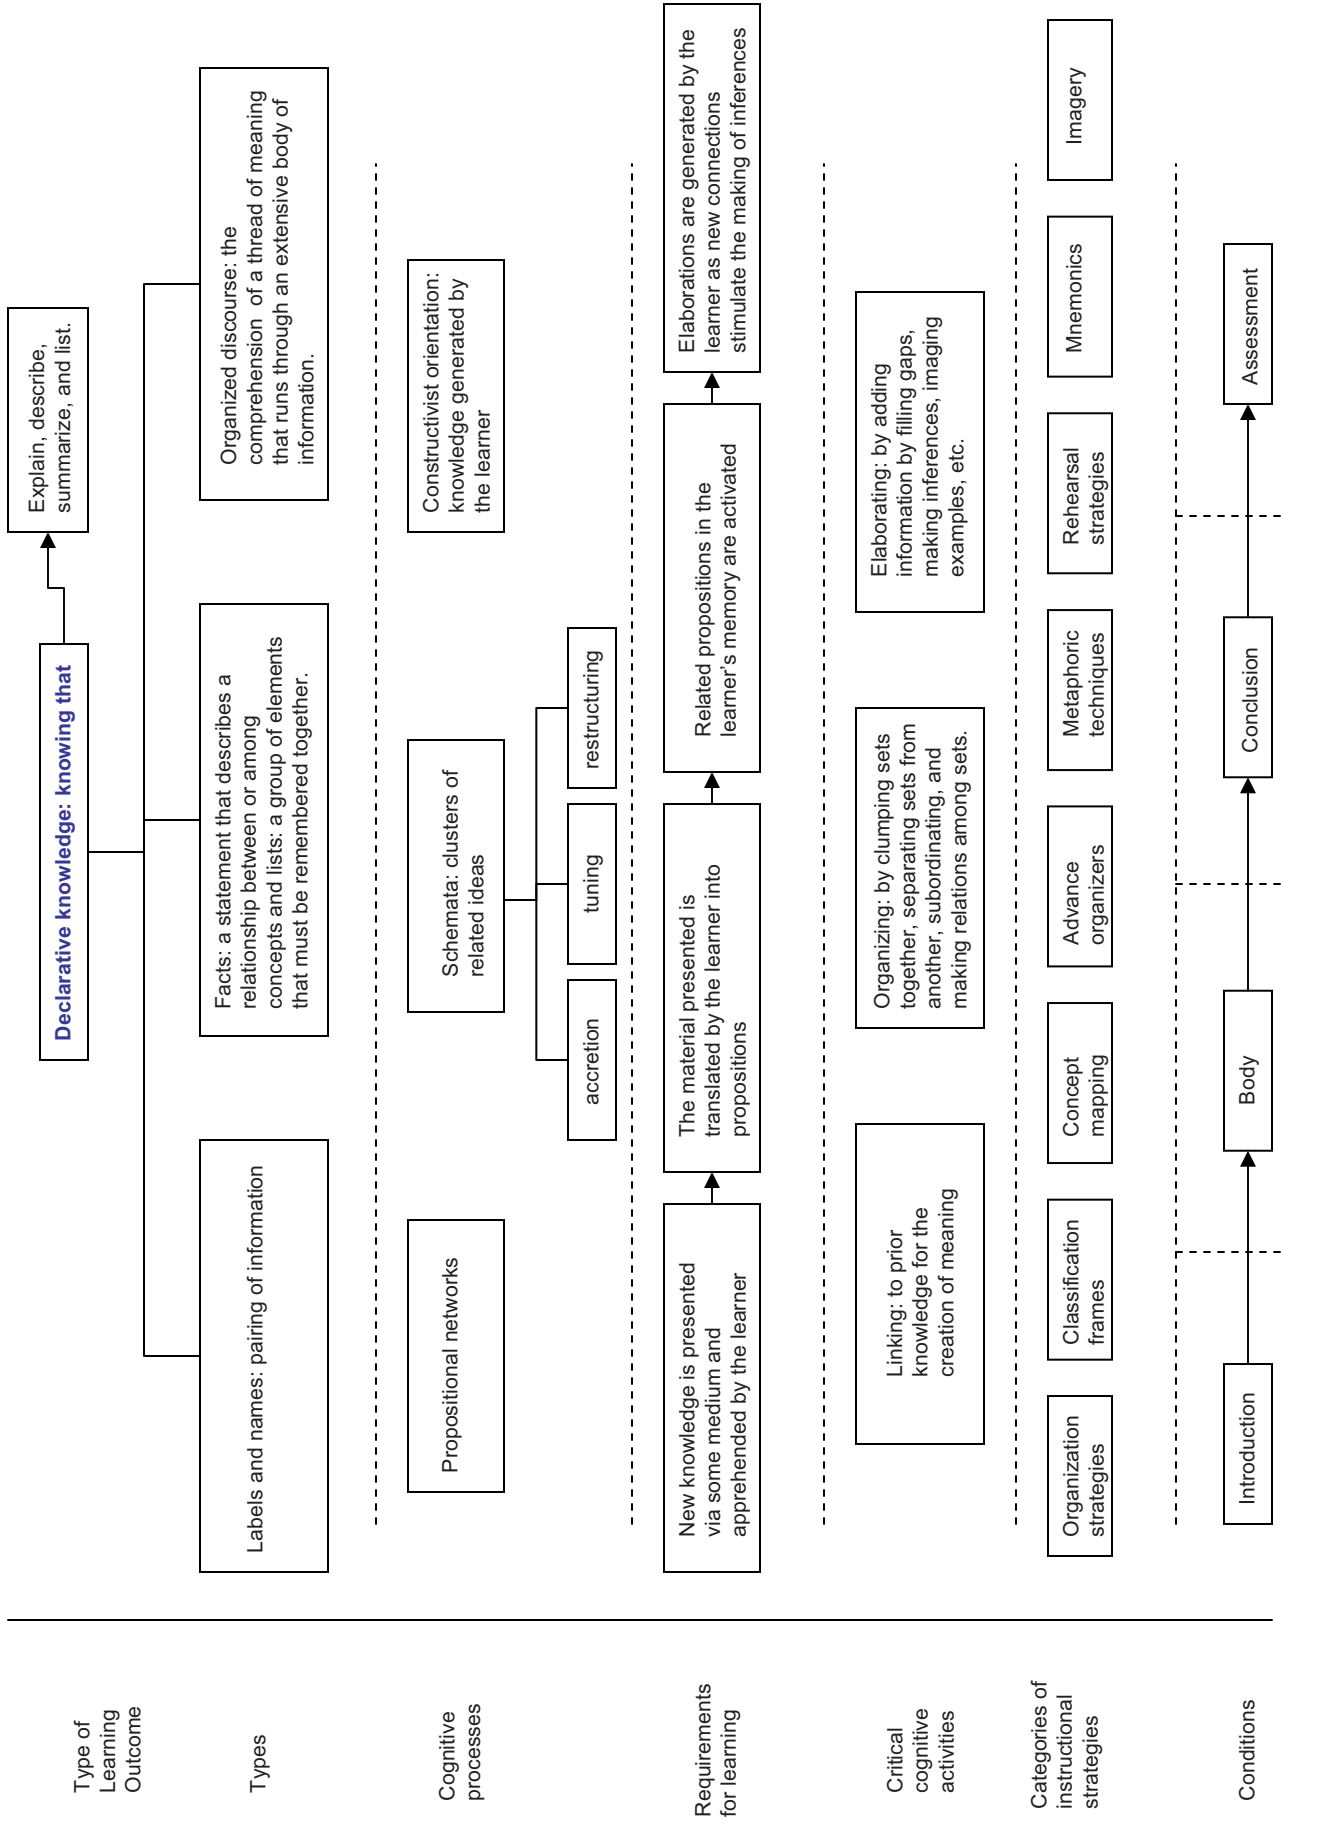 Type of
Learning
Outcome
Declarative knowledge: knowing that
Explain, describe,
summarize, and list.
Types
Labels and names: pairing of information
Facts: a statement that describes a
relationship between or among
concepts and lists: a group of elements
that must be remembered together.
Organized discourse: the
comprehension of a thread of meaning
that runs through an extensive body of
information.
Cognitive
processes
Propositional networks
Schemata: clusters of
related ideas
Constructivist orientation:
knowledge generated by
the learner
accretion
tuning
restructuring
Requirements
for learning
New knowledge is presented
via some medium and
apprehended by the learner
The material presented is
translated by the learner into
propositions
Related propositions in the
learner’s memory are activated
Elaborations are generated by the
learner as new connections
stimulate the making of inferences
Critical
cognitive
activities
Linking: to prior
knowledge for the
creation of meaning
Organizing: by clumping sets
together, separating sets from
another, subordinating, and
making relations among sets.
Elaborating: by adding
information by filling gaps,
making inferences, imaging
examples, etc.
Categories of
instructional
strategies
Organization
strategies
Classification
frames
Concept
mapping
Advance
organizers
Metaphoric
techniques
Rehearsal
strategies
Mnemonics
Imagery
Conditions
Introduction
Body
Conclusion
Assessment